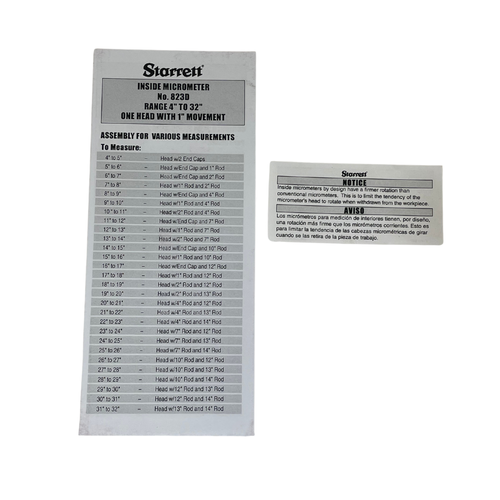 Starrett
INSIDE MICROMETER
No. 823D
RANGE 4" TO 32"
ONE HEAD WITH 1" MOVEMENT
ASSEMBLY FOR VARIOUS MEASUREMENTS
To Measure:
4" to 5" – Head w/2 End Caps
5" to 6" – Head w/End Cap and 1" Rod
6" to 7" – Head w/End Cap and 2" Rod
7" to 8" – Head w/1" Rod and 2" Rod
8" to 9" – Head w/End Cap and 4" Rod
9" to 10" – Head w/1" Rod and 4" Rod
10" to 11" – Head w/2" Rod and 4" Rod
11" to 12" – Head w/End Cap and 7" Rod
12" to 13" – Head w/1" Rod and 7" Rod
13" to 14" – Head w/2" Rod and 7" Rod
14" to 15" – Head w/End Cap and 10" Rod
15" to 16" – Head w/1" Rod and 10" Rod
16" to 17" – Head w/End Cap and 12" Rod
17" to 18" – Head w/1" Rod and 12" Rod
18" to 19" – Head w/2" Rod and 12" Rod
19" to 20" – Head w/2" Rod and 13" Rod
20" to 21" – Head w/4" Rod and 12" Rod
21" to 22" – Head w/4" Rod and 13" Rod
22" to 23" – Head w/4" Rod and 14" Rod
23" to 24" – Head w/7" Rod and 12" Rod
24" to 25" – Head w/7" Rod and 13" Rod
25" to 26" – Head w/7" Rod and 14" Rod
26" to 27" – Head w/10" Rod and 12" Rod
27" to 28" – Head w/10" Rod and 13" Rod
28" to 29" – Head w/10" Rod and 14" Rod
29" to 30" – Head w/12" Rod and 13" Rod
30" to 31" – Head w/12" Rod and 14" Rod
31" to 32" – Head w/13" Rod and 14" Rod
Starrett
NOTICE
Inside micrometers by design have a firmer rotation than
conventional micrometers. This is to limit the tendency of the
micrometer's head to rotate when withdrawn from the workpiece.
AVISO
Los micrómetros para medición de interiores tienen, por diseño,
una rotación más firme que los micrómetros corrientes. Esto es
para limitar la tendencia de las cabezas micrométricas de girar
cuando se las retira de la pieza de trabajo.